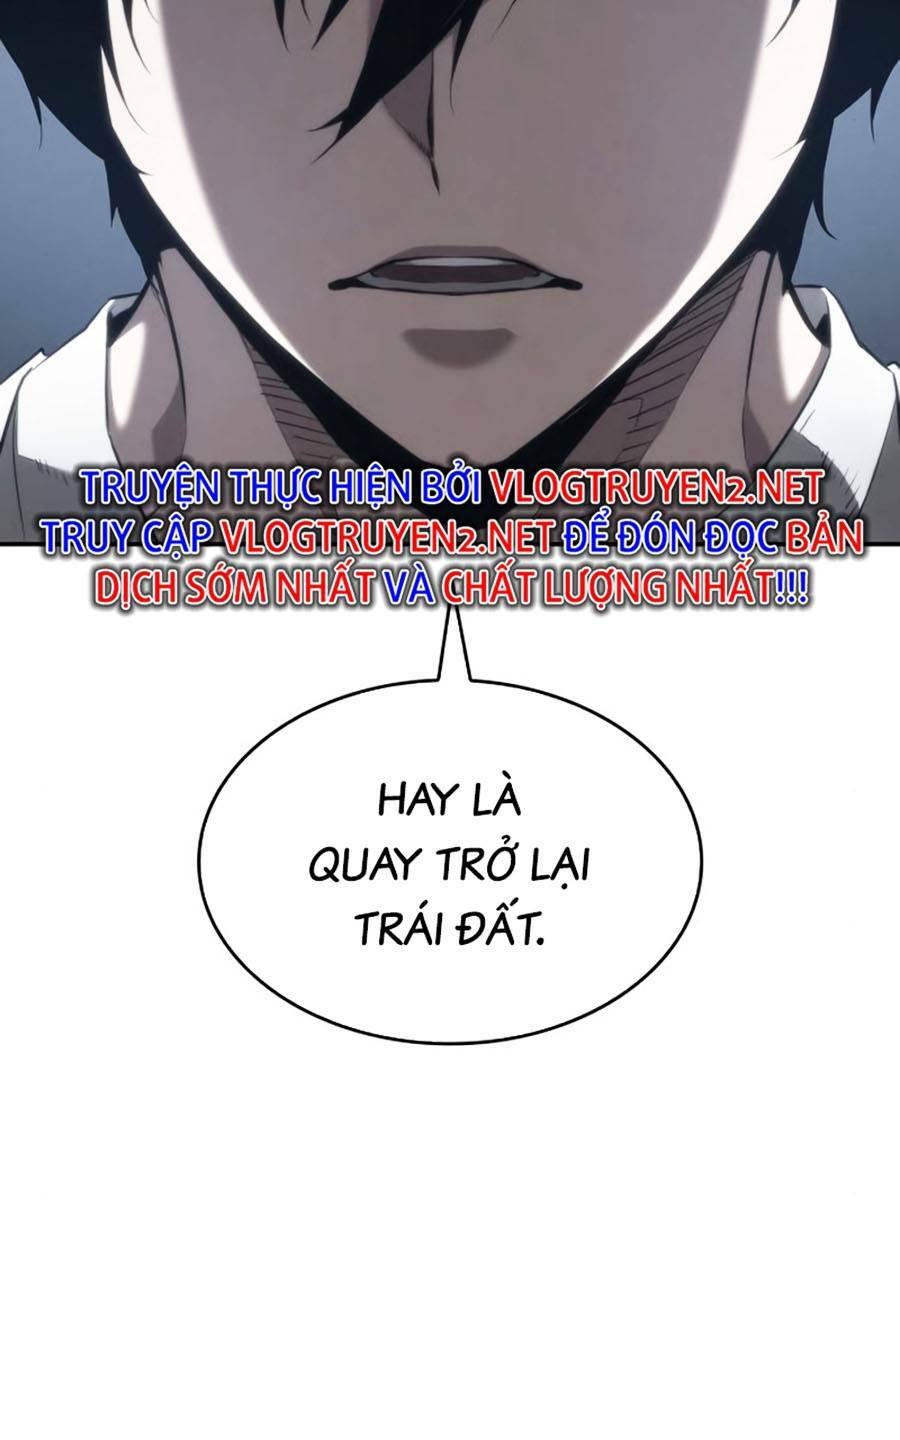 TRUYỆN THỰC HIỆN BỞI VLOGTRUYEN2.NET
TRUY CẬP VLOGTRUYEN2.NET ĐỂ ĐÓN ĐỌC BẢN
DỊCH SỚM NHẤT VÀ CHẤT LƯỢNG NHẤT!!!
HAY LÀ
QUAY TRỞ LẠI
TRÁI ĐẤT.